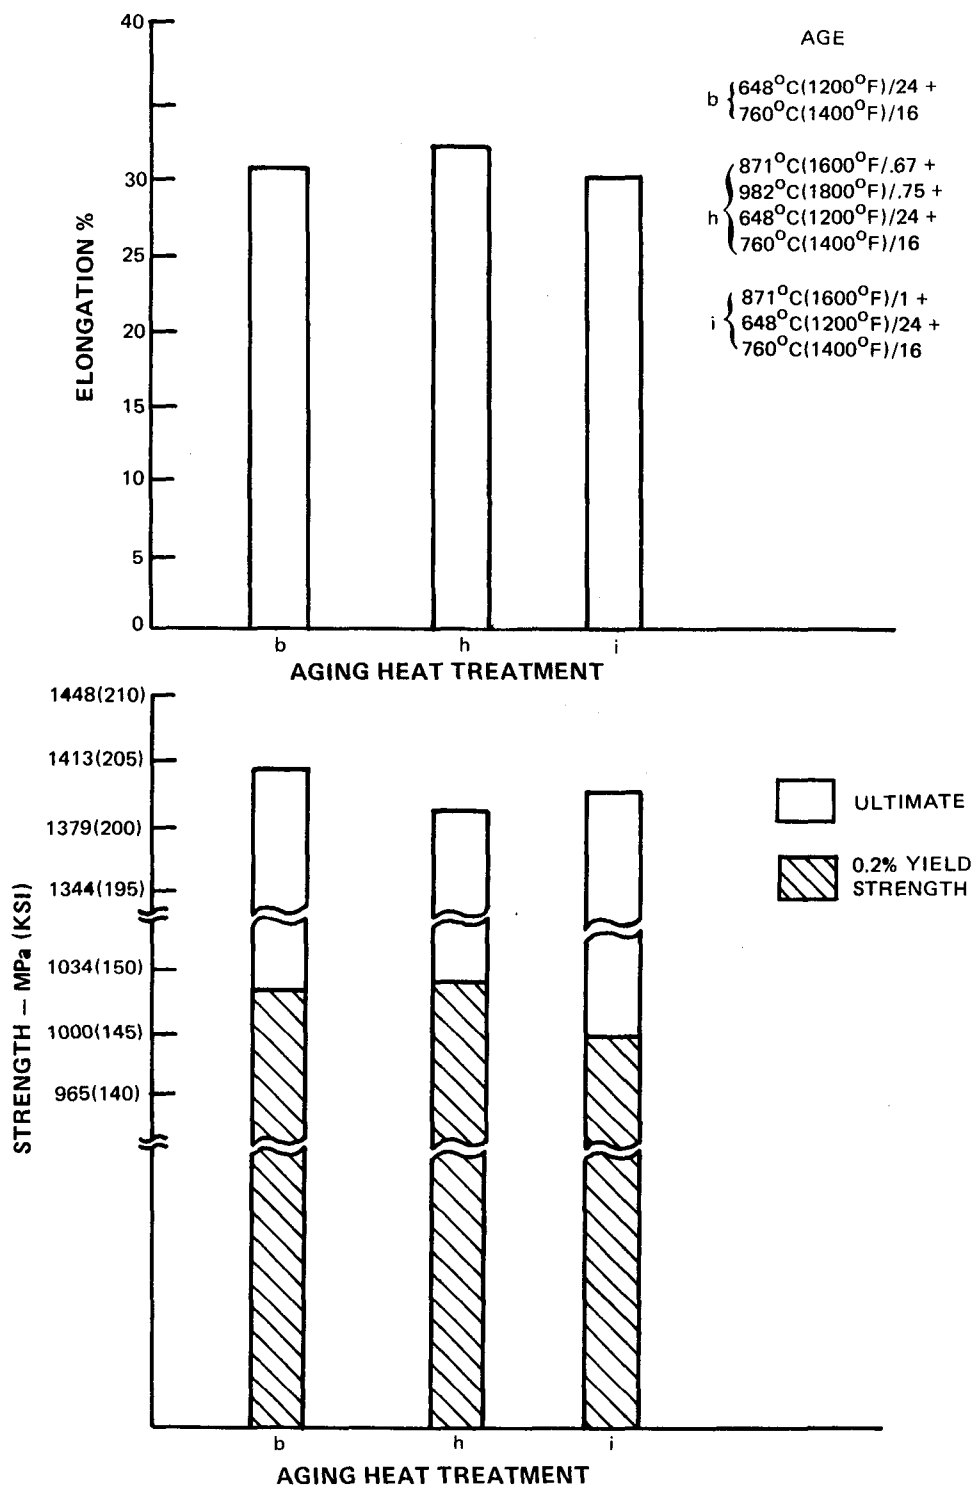 40
30
25
20
15
10
5
0
ELONGATION %
b
h
i
AGING HEAT TREATMENT
AGE
b { 648°C(1200°F)/24 +
760°C(1400°F)/16
h { 871°C(1600°F/.67 +
982°C(1800°F)/.75 +
648°C(1200°F)/24 +
760°C(1400°F)/16
i { 871°C(1600°F)/1 +
648°C(1200°F)/24 +
760°C(1400°F)/16
1448(210)
1413(205)
1379(200)
1344(195)
1034(150)
1000(145)
965(140)
STRENGTH — MPa (KSI)
ULTIMATE
0.2% YIELD
STRENGTH
b
h
i
AGING HEAT TREATMENT